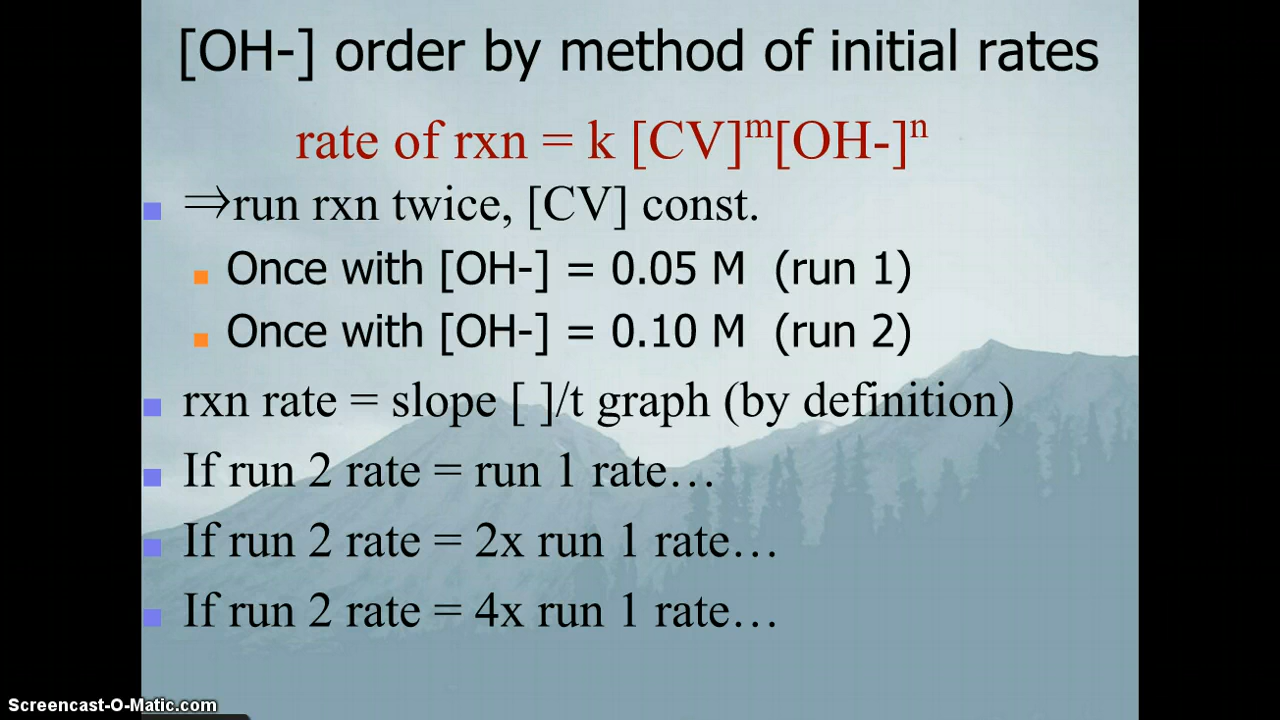 [OH-] order by method of initial rates
rate of rxn = k [CV]ᵐ[OH-]ⁿ
⇒run rxn twice, [CV] const.
Once with [OH-] = 0.05 M (run 1)
Once with [OH-] = 0.10 M (run 2)
rxn rate = slope [ ]/t graph (by definition)
If run 2 rate = run 1 rate…
If run 2 rate = 2x run 1 rate…
If run 2 rate = 4x run 1 rate…
Screencast-O-Matic.com